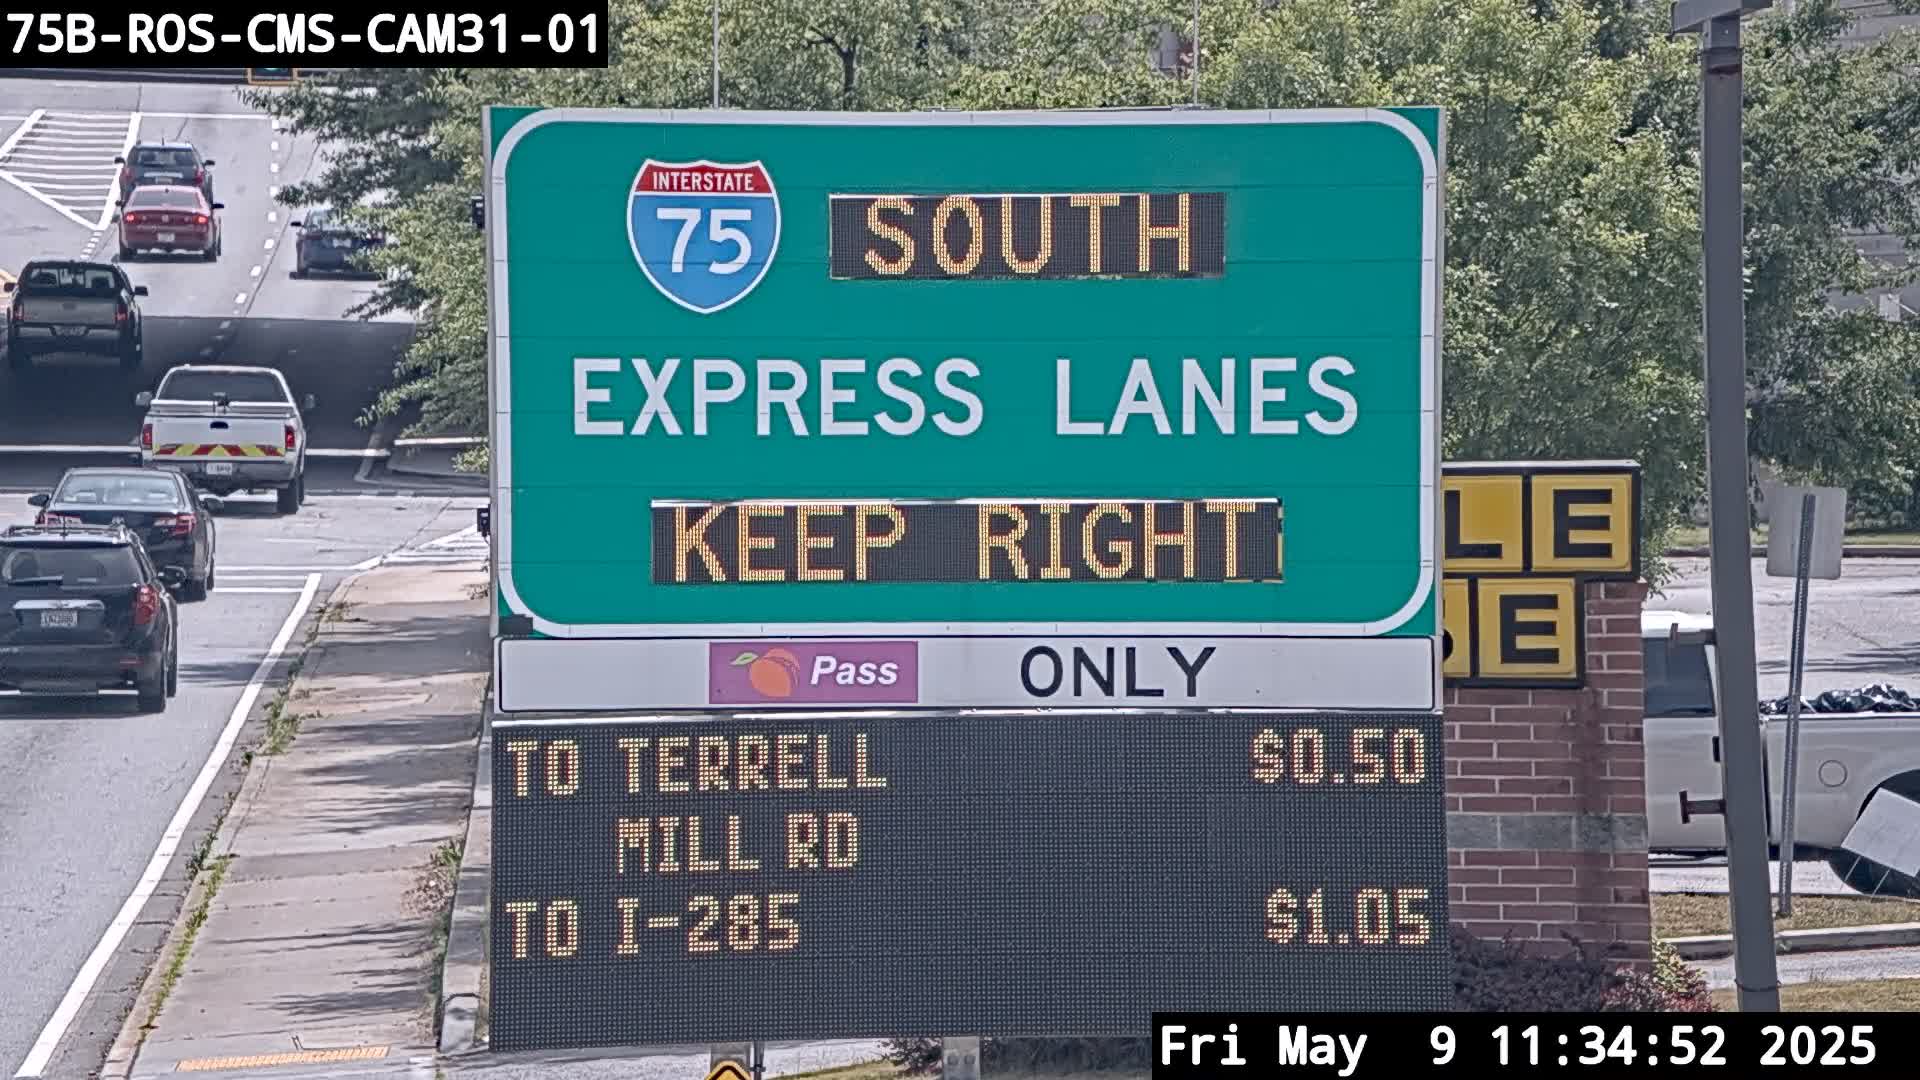 75B-ROS-CMS-CAM31-01
INTERSTATE
75
SOUTH
EXPRESS LANES
KEEP RIGHT
LE
E
Pass ONLY
TO TERRELL $0.50
MILL RD
TO I-285 $1.05
Fri May 9 11:34:52 2025